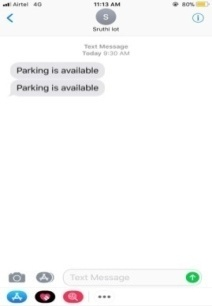 Airtel 4G 11:13 AM 80%
S
Sruthi Iot
Text Message
Today 9:30 AM
Parking is available
Parking is available
Text Message